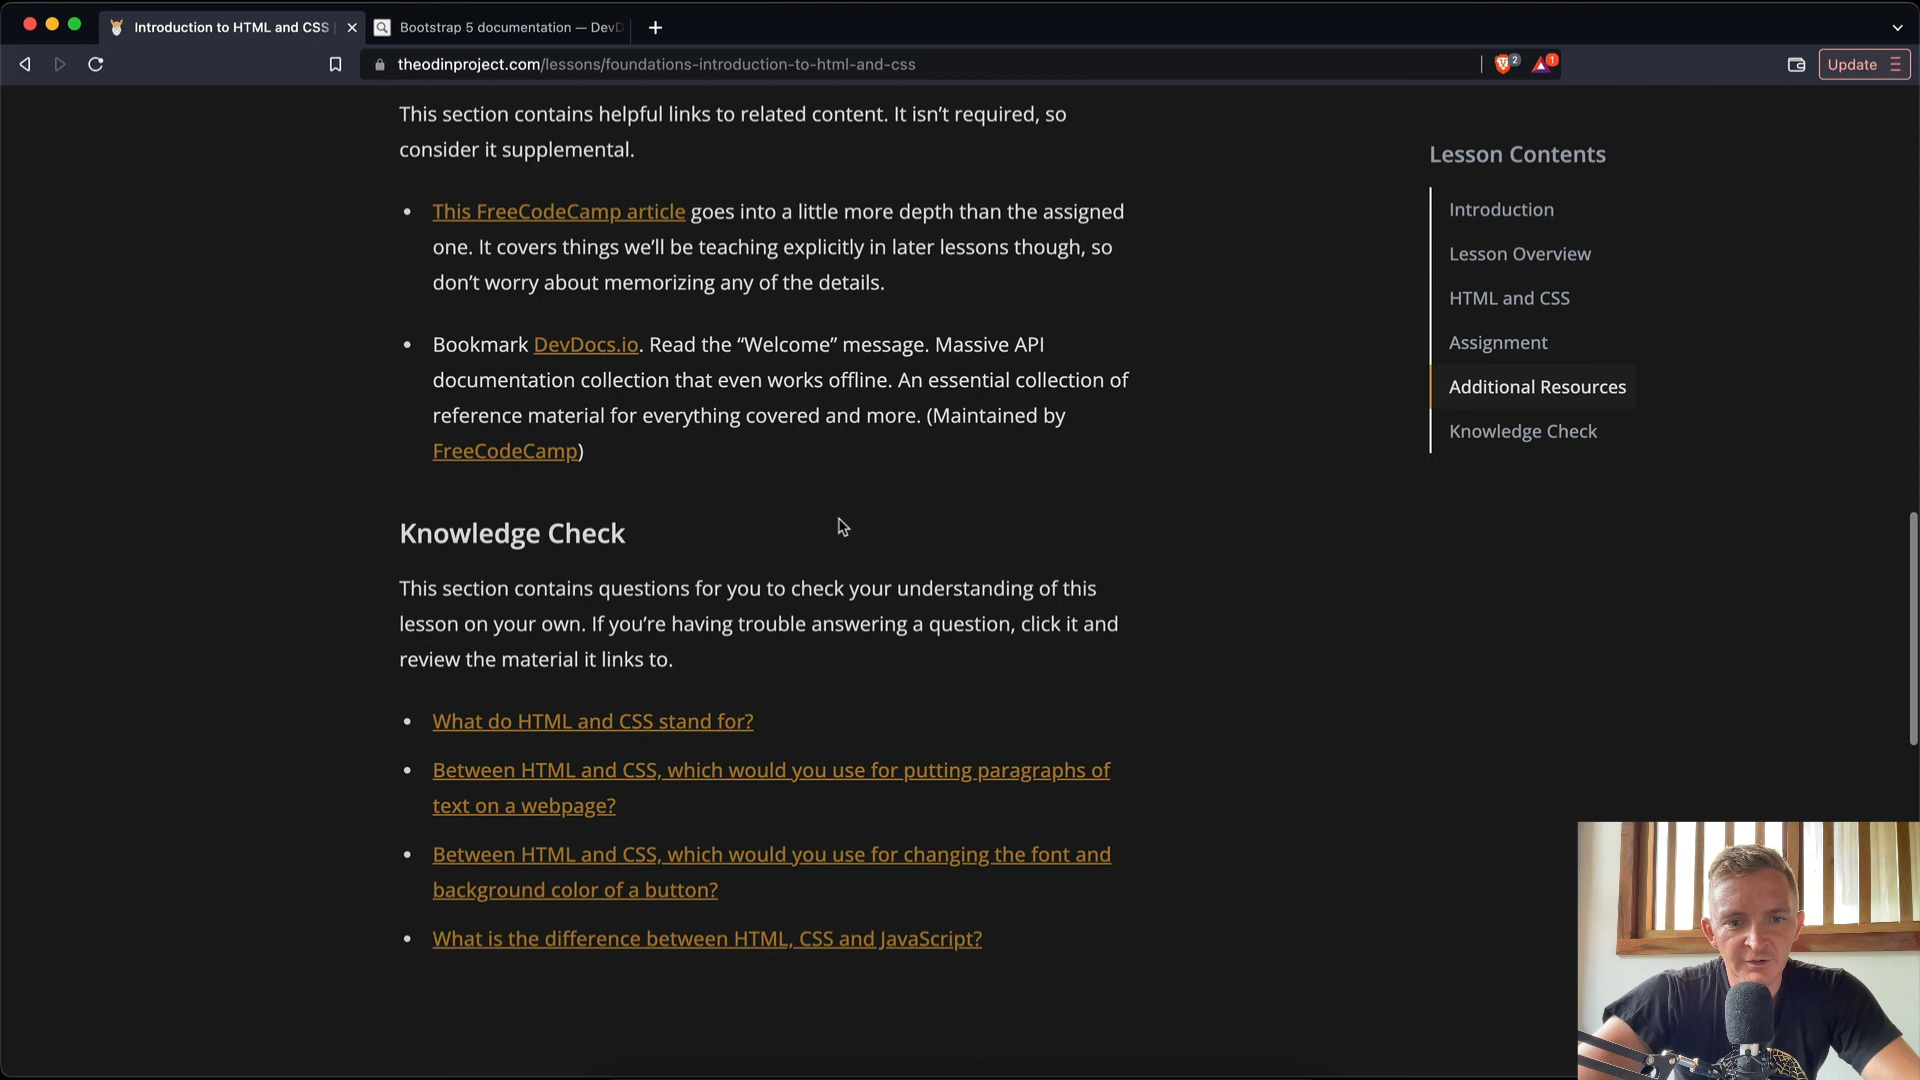 Introduction to HTML and CSS
Bootstrap 5 documentation — DevD
theodinproject.com/lessons/foundations-introduction-to-html-and-css
2
1
Update
This section contains helpful links to related content. It isn't required, so
consider it supplemental.
• This FreeCodeCamp article goes into a little more depth than the assigned
one. It covers things we'll be teaching explicitly in later lessons though, so
don't worry about memorizing any of the details.
• Bookmark DevDocs.io. Read the “Welcome” message. Massive API
documentation collection that even works offline. An essential collection of
reference material for everything covered and more. (Maintained by
FreeCodeCamp)
Knowledge Check
This section contains questions for you to check your understanding of this
lesson on your own. If you're having trouble answering a question, click it and
review the material it links to.
• What do HTML and CSS stand for?
• Between HTML and CSS, which would you use for putting paragraphs of
text on a webpage?
• Between HTML and CSS, which would you use for changing the font and
background color of a button?
• What is the difference between HTML, CSS and JavaScript?
Lesson Contents
Introduction
Lesson Overview
HTML and CSS
Assignment
Additional Resources
Knowledge Check